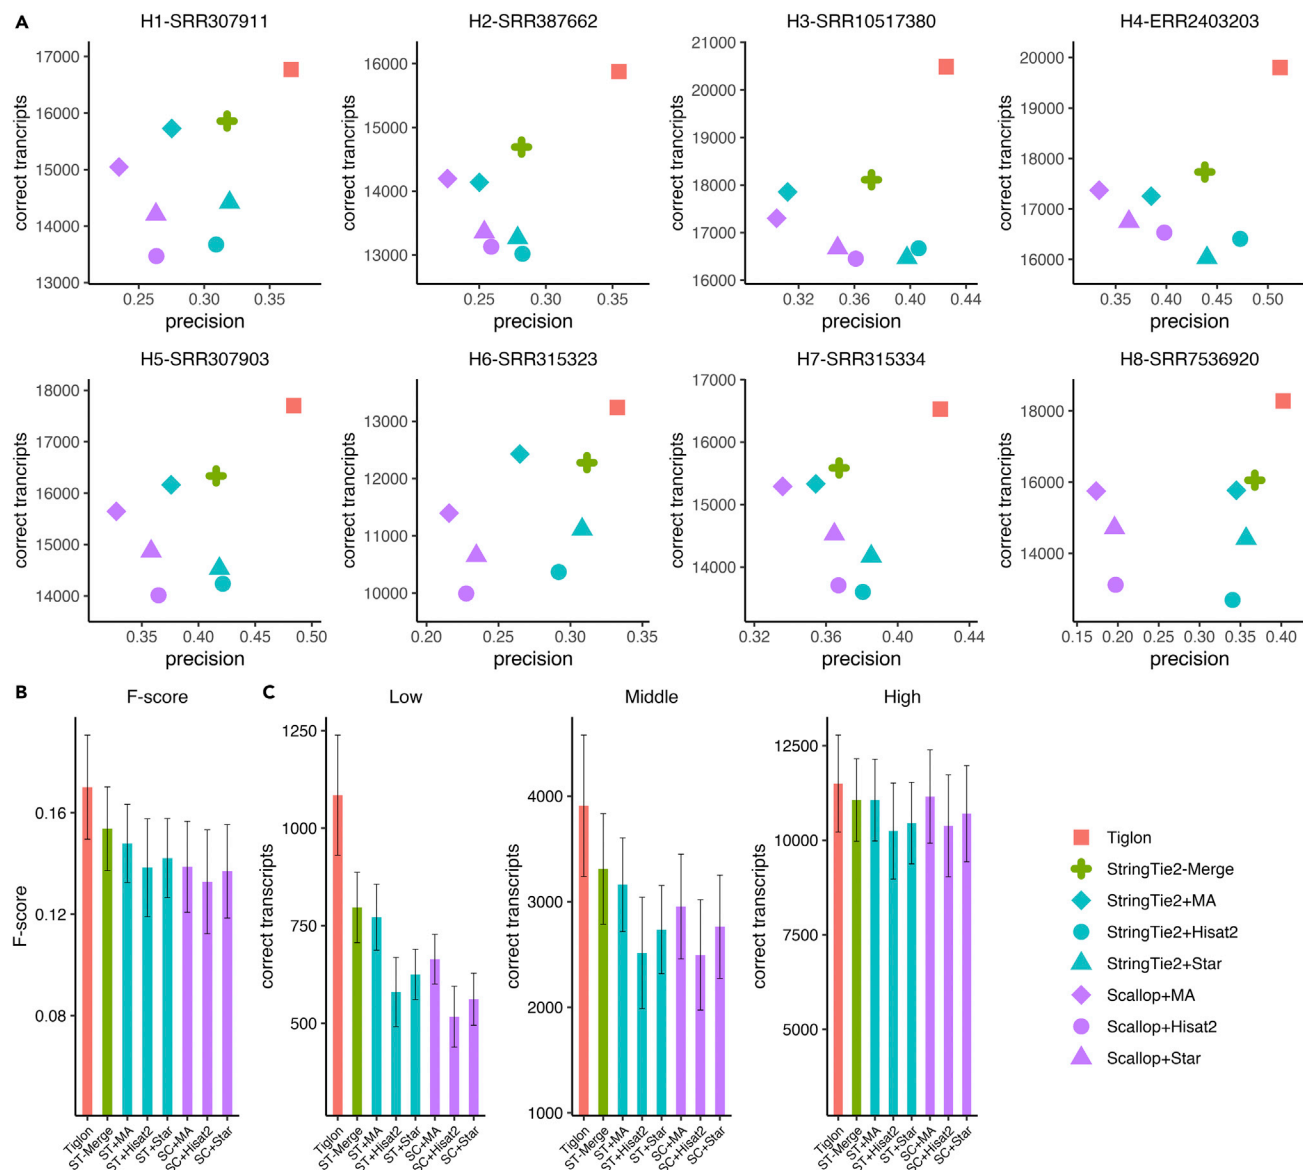 A
H1-SRR307911
H2-SRR387662
H3-SRR10517380
H4-ERR2403203
correct trancripts
17000
16000
15000
14000
13000
0.25 0.30 0.35
precision
correct trancripts
16000
15000
14000
13000
0.25 0.30 0.35
precision
correct trancripts
21000
20000
19000
18000
17000
16000
0.32 0.36 0.40 0.44
precision
correct trancripts
20000
19000
18000
17000
16000
0.35 0.40 0.45 0.50
precision
H5-SRR307903
H6-SRR315323
H7-SRR315334
H8-SRR7536920
correct trancripts
18000
17000
16000
15000
14000
0.35 0.40 0.45 0.50
precision
correct trancripts
13000
12000
11000
10000
0.20 0.25 0.30 0.35
precision
correct trancripts
17000
16000
15000
14000
0.32 0.36 0.40 0.44
precision
correct trancripts
18000
16000
14000
0.15 0.20 0.25 0.30 0.35 0.40
precision
B
F-score
F-score
0.16
0.12
0.08
Tiglon
ST-Merge
ST+MA
ST+Hisat2
ST+Star
SC+MA
SC+Hisat2
SC+Star
C
Low
correct transcripts
1250
1000
750
500
Tiglon
ST-Merge
ST+MA
ST+Hisat2
ST+Star
SC+MA
SC+Hisat2
SC+Star
Middle
correct transcripts
4000
3000
2000
1000
Tiglon
ST-Merge
ST+MA
ST+Hisat2
ST+Star
SC+MA
SC+Hisat2
SC+Star
High
correct transcripts
12500
10000
7500
5000
Tiglon
ST-Merge
ST+MA
ST+Hisat2
ST+Star
SC+MA
SC+Hisat2
SC+Star
Tiglon
StringTie2-Merge
StringTie2+MA
StringTie2+Hisat2
StringTie2+Star
Scallop+MA
Scallop+Hisat2
Scallop+Star